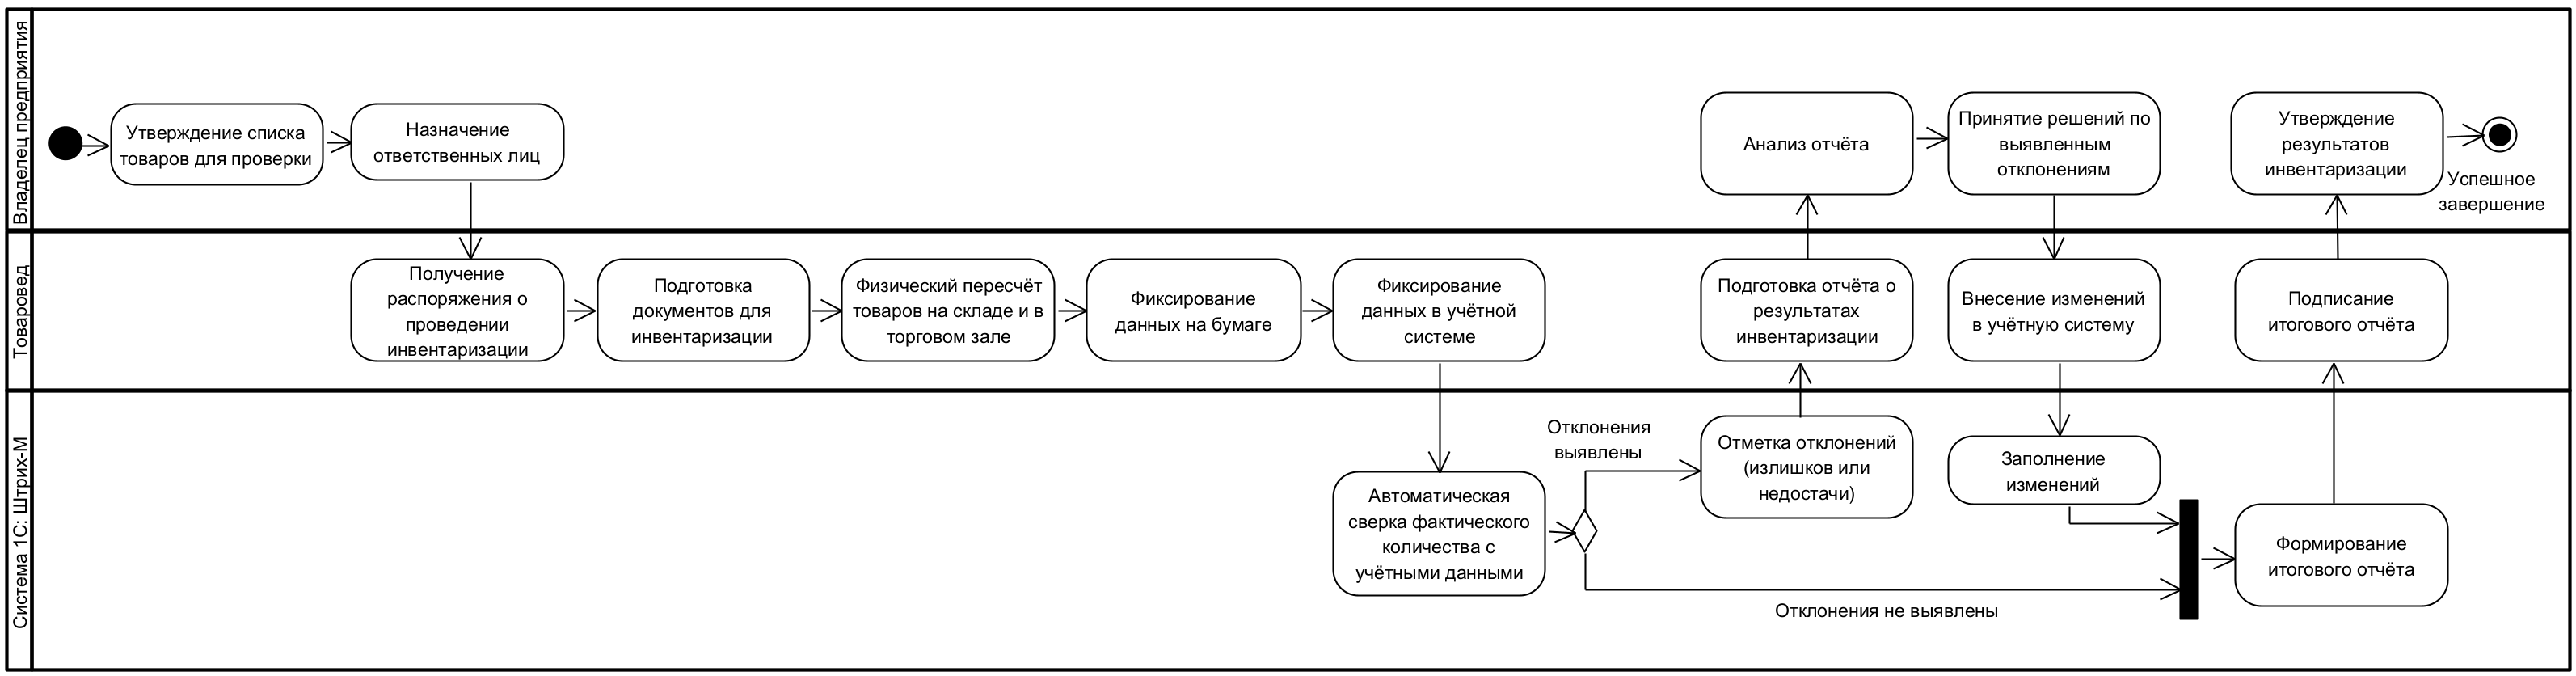 Владелец предприятия
Утверждение списка
товаров для проверки
Назначение
ответственных лиц
Анализ отчёта
Принятие решений по
выявленным
отклонениям
Утверждение
результатов
инвентаризации
Успешное
завершение
Товаровед
Получение
распоряжения о
проведении
инвентаризации
Подготовка
документов для
инвентаризации
Физический пересчёт
товаров на складе и в
торговом зале
Фиксирование
данных на бумаге
Фиксирование
данных в учётной
системе
Подготовка отчёта о
результатах
инвентаризации
Внесение изменений
в учётную систему
Подписание
итогового отчёта
Система 1С: Штрих-М
Автоматическая
сверка фактического
количества с
учётными данными
Отклонения
выявлены
Отметка отклонений
(излишков или
недостачи)
Заполнение
изменений
Отклонения не выявлены
Формирование
итогового отчёта